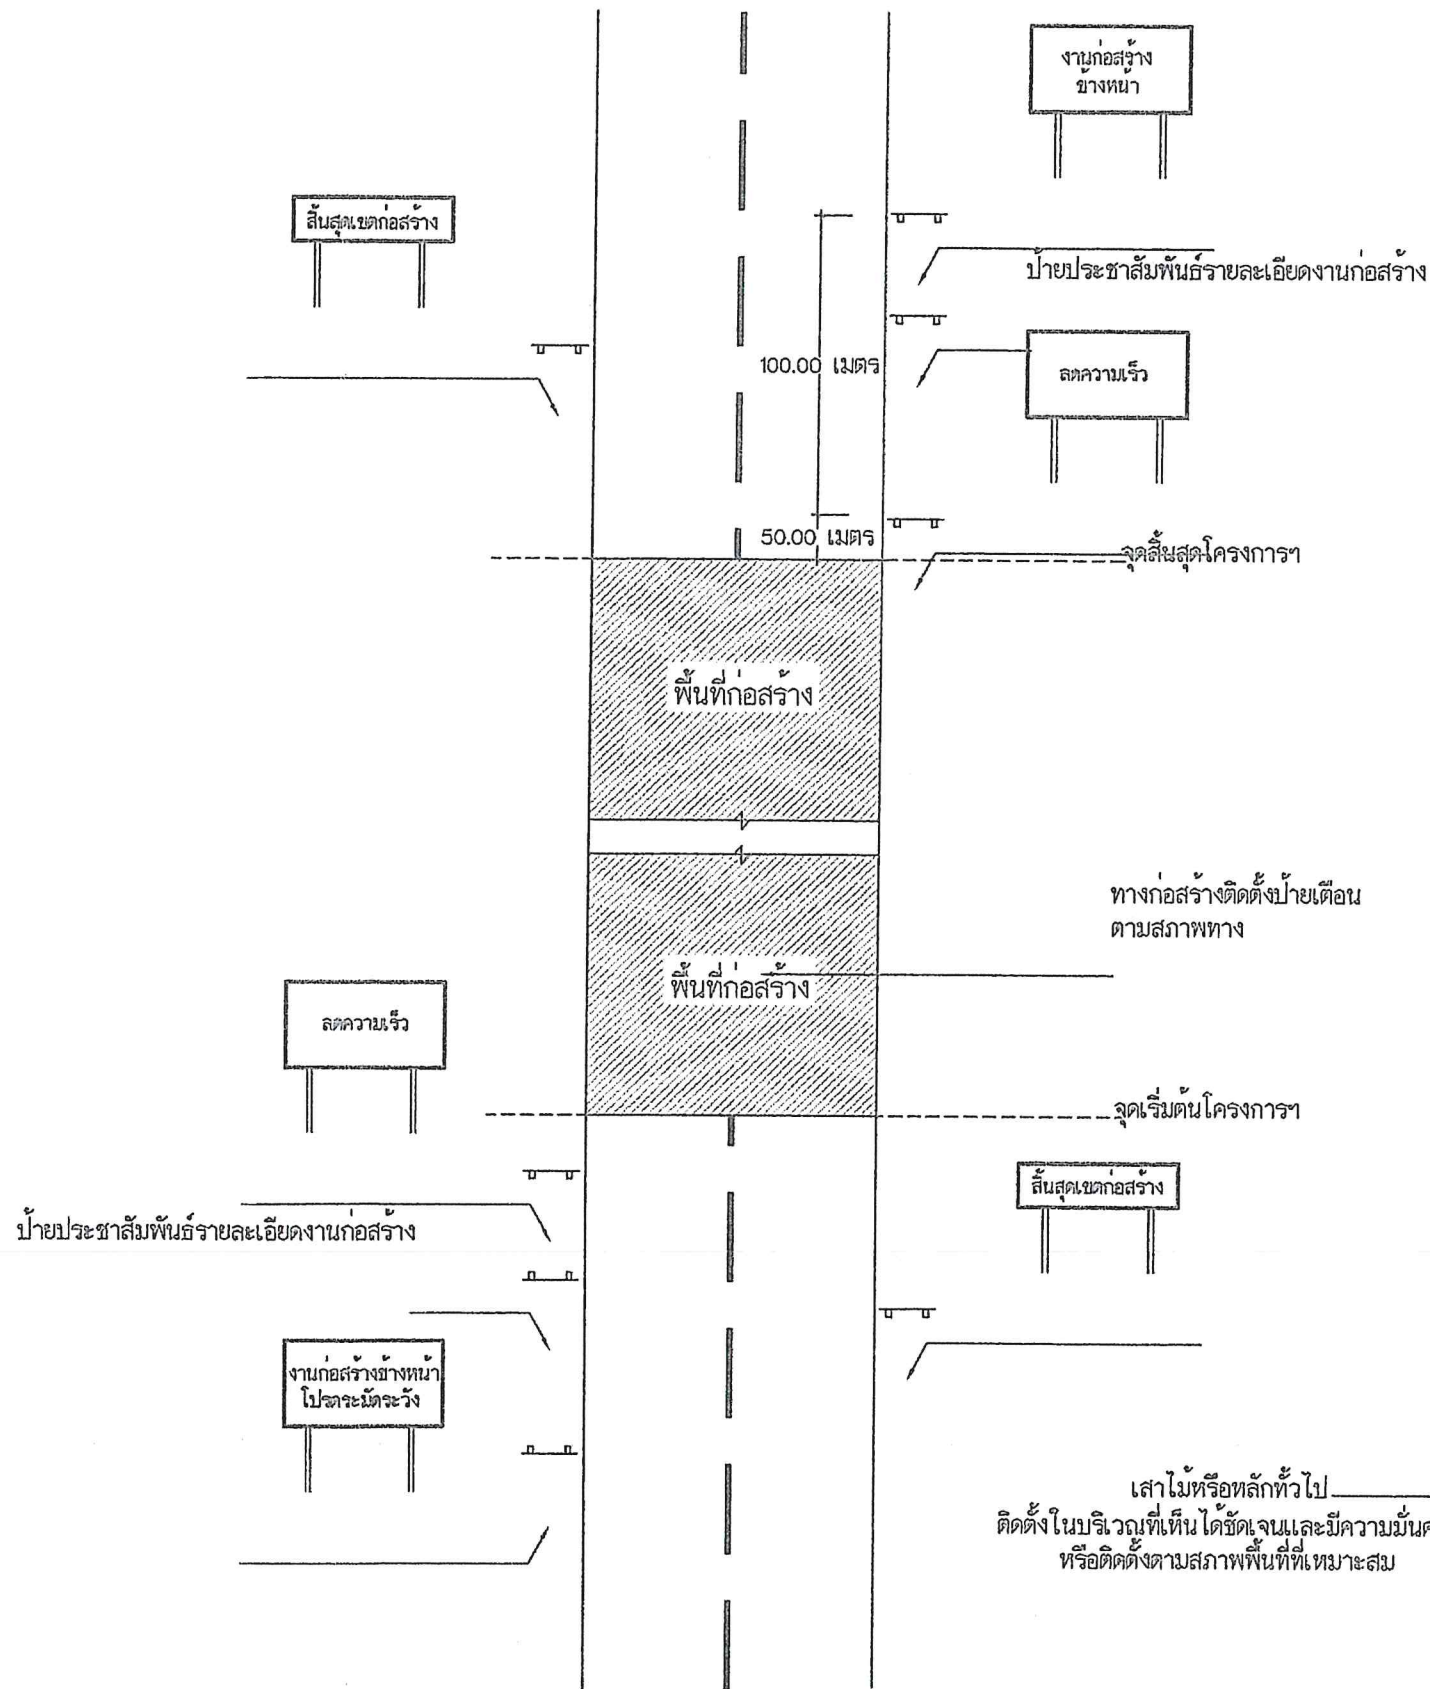 งานก่อสร้าง
ข้างหน้า
สิ้นสุดเขตก่อสร้าง
ป้ายประชาสัมพันธ์รายละเอียดงานก่อสร้าง
100.00 เมตร
ลดความเร็ว
50.00 เมตร
จุดสิ้นสุดโครงการฯ
พื้นที่ก่อสร้าง
ทางก่อสร้างติดตั้งป้ายเตือน
ตามสภาพทาง
พื้นที่ก่อสร้าง
ลดความเร็ว
จุดเริ่มต้นโครงการฯ
สิ้นสุดเขตก่อสร้าง
ป้ายประชาสัมพันธ์รายละเอียดงานก่อสร้าง
งานก่อสร้างข้างหน้า
โปรดระมัดระวัง
เสาไม้หรือหลักทั่วไป
ติดตั้งในบริเวณที่เห็นได้ชัดเจนและมีความมั่นค
หรือติดตั้งตามสภาพพื้นที่ที่เหมาะสม